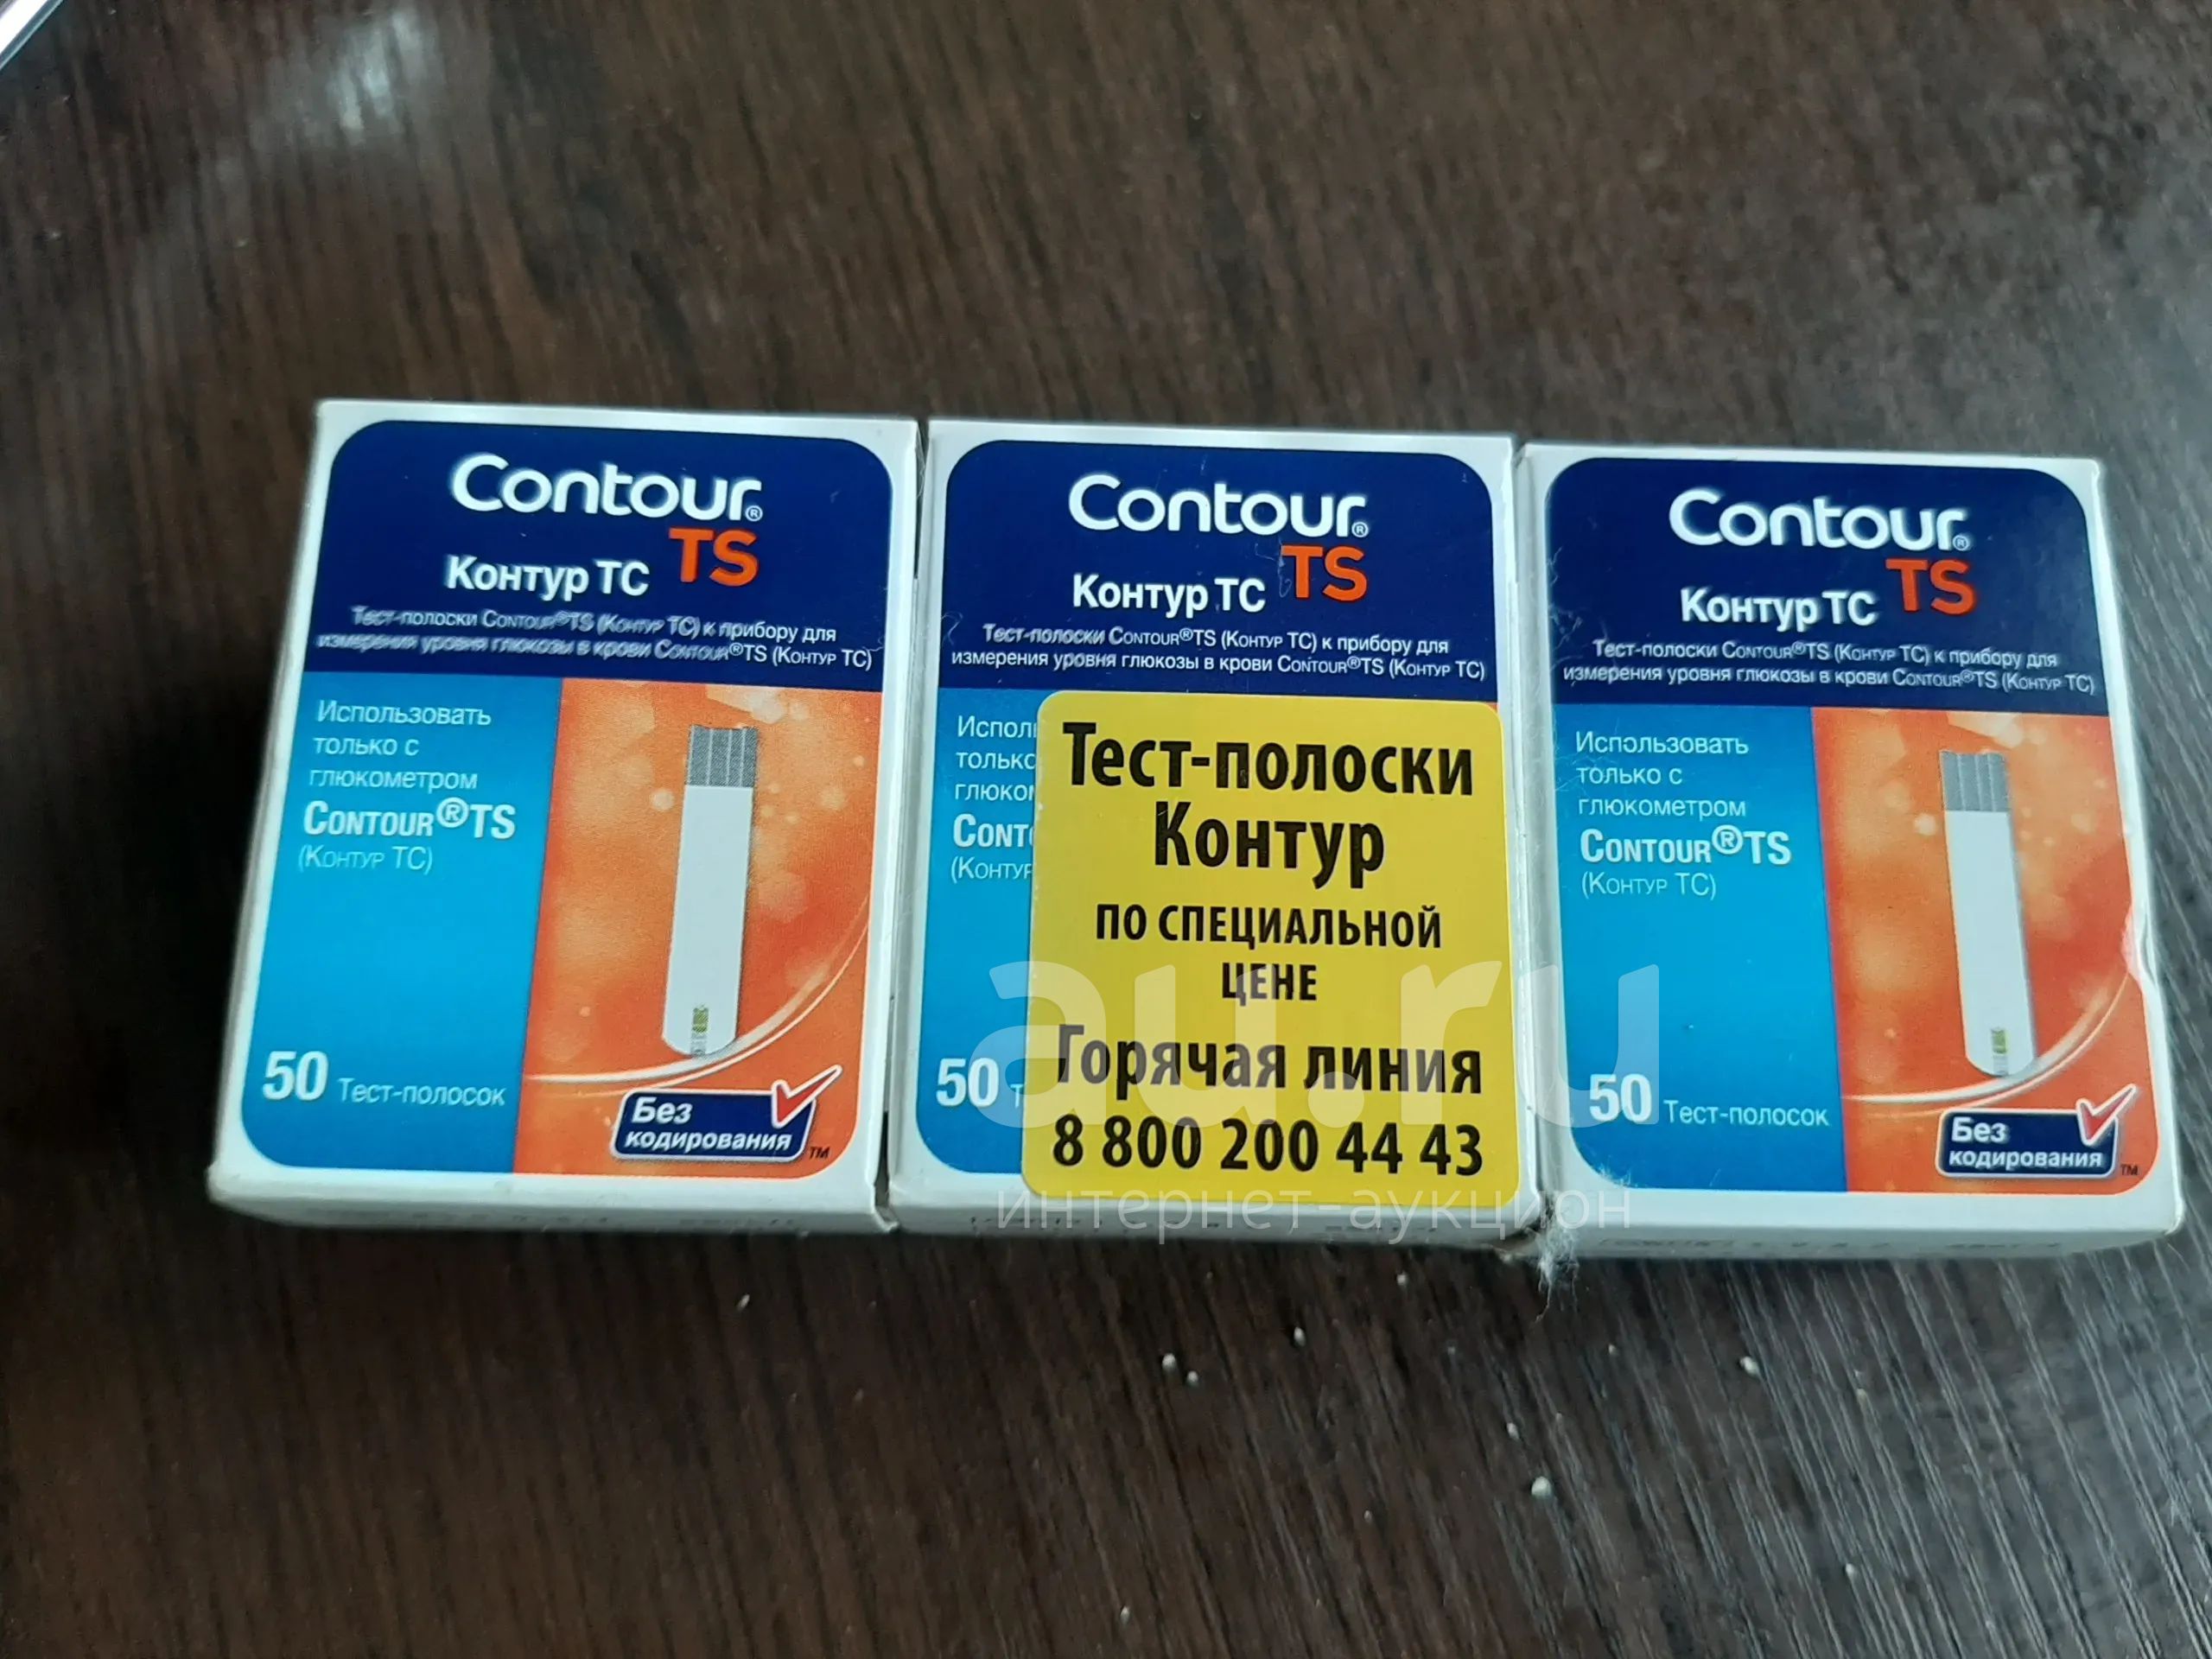 Contour®
TS
Контур ТС
Тест-полоски CONTOUR®TS (КОНТУР ТС) к прибору для
измерения уровня глюкозы в крови CONTOUR®TS (КОНТУР ТС)
Использовать
только с
глюкометром
CONTOUR®TS
(КОНТУР ТС)
50 Тест-полосок
Без
кодирования
TM
Contour®
TS
Контур ТС
Тест-полоски CONTOUR®TS (КОНТУР ТС) к прибору для
измерения уровня глюкозы в крови CONTOUR®TS (КОНТУР ТС)
50
Тест-полоски
Контур
ПО СПЕЦИАЛЬНОЙ
ЦЕНЕ
Горячая линия
8 800 200 44 43
Contour®
TS
Контур ТС
Тест-полоски CONTOUR®TS (КОНТУР ТС) к прибору для
измерения уровня глюкозы в крови CONTOUR®TS (КОНТУР ТС)
Использовать
только с
глюкометром
CONTOUR®TS
(КОНТУР ТС)
50 Тест-полосок
Без
кодирования
TM
au.ru
интернет-аукцион